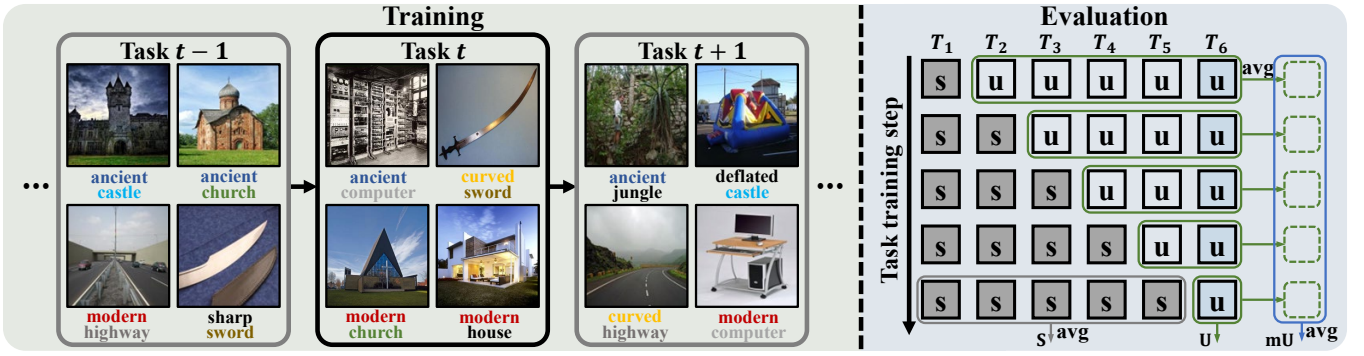 Training
Task t − 1
Task t
Task t + 1
ancient
castle
ancient
church
ancient
computer
curved
sword
ancient
jungle
deflated
castle
...
...
modern
highway
sharp
sword
modern
church
modern
house
curved
highway
modern
computer
Evaluation
T1 T2 T3 T4 T5 T6
Task training step
s u u u u u avg
s s u u u u
s s s u u u
s s s s u u
s s s s s u
s avg
U
mU avg